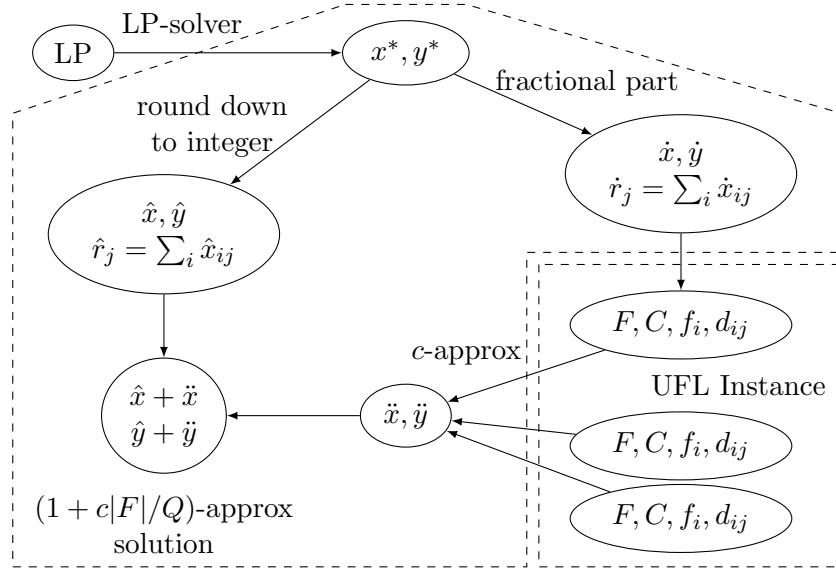 LP-solver
LP
x*, y*
fractional part
round down
to integer
ẋ, ẏ
ṙ_j = ∑_i ẋ_ij
x̂, ŷ
r̂_j = ∑_i x̂_ij
F, C, f_i, d_ij
c-approx
UFL Instance
x̂ + ẍ
ŷ + ÿ
ẍ, ÿ
F, C, f_i, d_ij
F, C, f_i, d_ij
(1 + c|F|/Q)-approx
solution